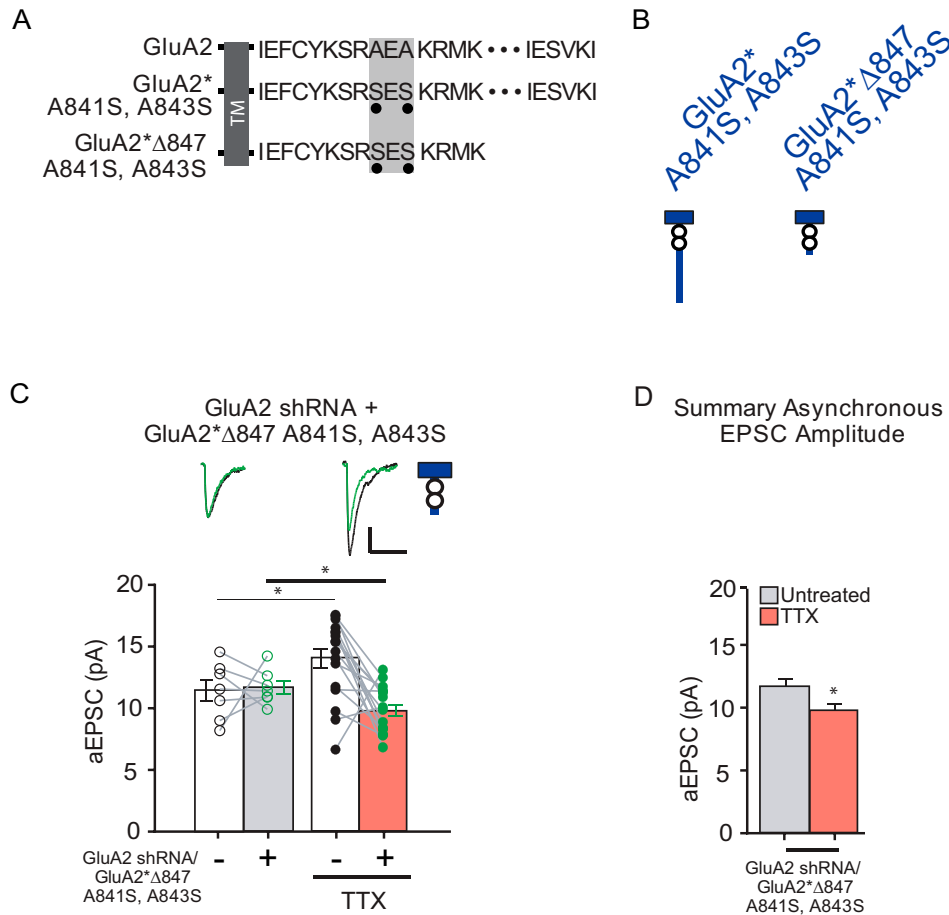 A
GluA2
IEFCYKSRAEA KRMK ••• IESVKI
GluA2*
A841S, A843S
IEFCYKSRSES KRMK ••• IESVKI
GluA2*Δ847
A841S, A843S
IEFCYKSRSES KRMK
TM
B
GluA2*
A841S, A843S
GluA2*Δ847
A841S, A843S
C
GluA2 shRNA +
GluA2*Δ847 A841S, A843S
*
*
20
15
10
5
0
aEPSC (pA)
- + - +
GluA2 shRNA/
GluA2*Δ847
A841S, A843S
TTX
D
Summary Asynchronous
EPSC Amplitude
20
15
10
5
0
aEPSC (pA)
Untreated
TTX
*
GluA2 shRNA/
GluA2*Δ847
A841S, A843S